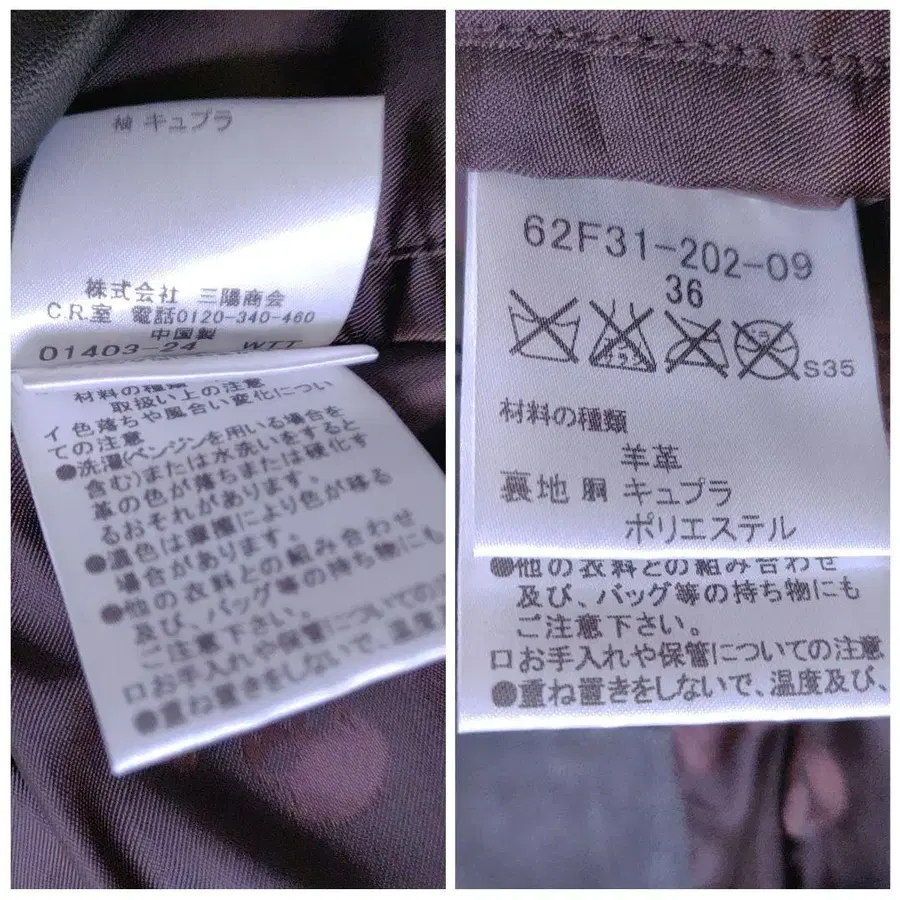 袖 キュプラ
株式会社 三陽商会
C.R.室 電話0120-340-460
中国製
01403-24 WTT
材料の種類
取扱い上の注意
イ 色落ちや風合い変化につい
ての注意
●洗濯(ベンジンを用いる場合を
含む)または水洗いをすると
革の色が落ちまたは硬化す
るおそれがあります。
●濃色は摩擦により色が移る
場合があります。
●他の衣料との組み合わせ
及び、バッグ等の持ち物にも
ご注意下さい。
ロお手入れや保管についての注
●重ね置きをしないで、温度
62F31-202-09
36
S35
材料の種類
羊革
裏地 胴 キュプラ
ポリエステル
●他の衣料との組み合わせ
及び、バッグ等の持ち物にも
ご注意下さい。
ロお手入れや保管についての注意
●重ね置きをしないで、温度及び、